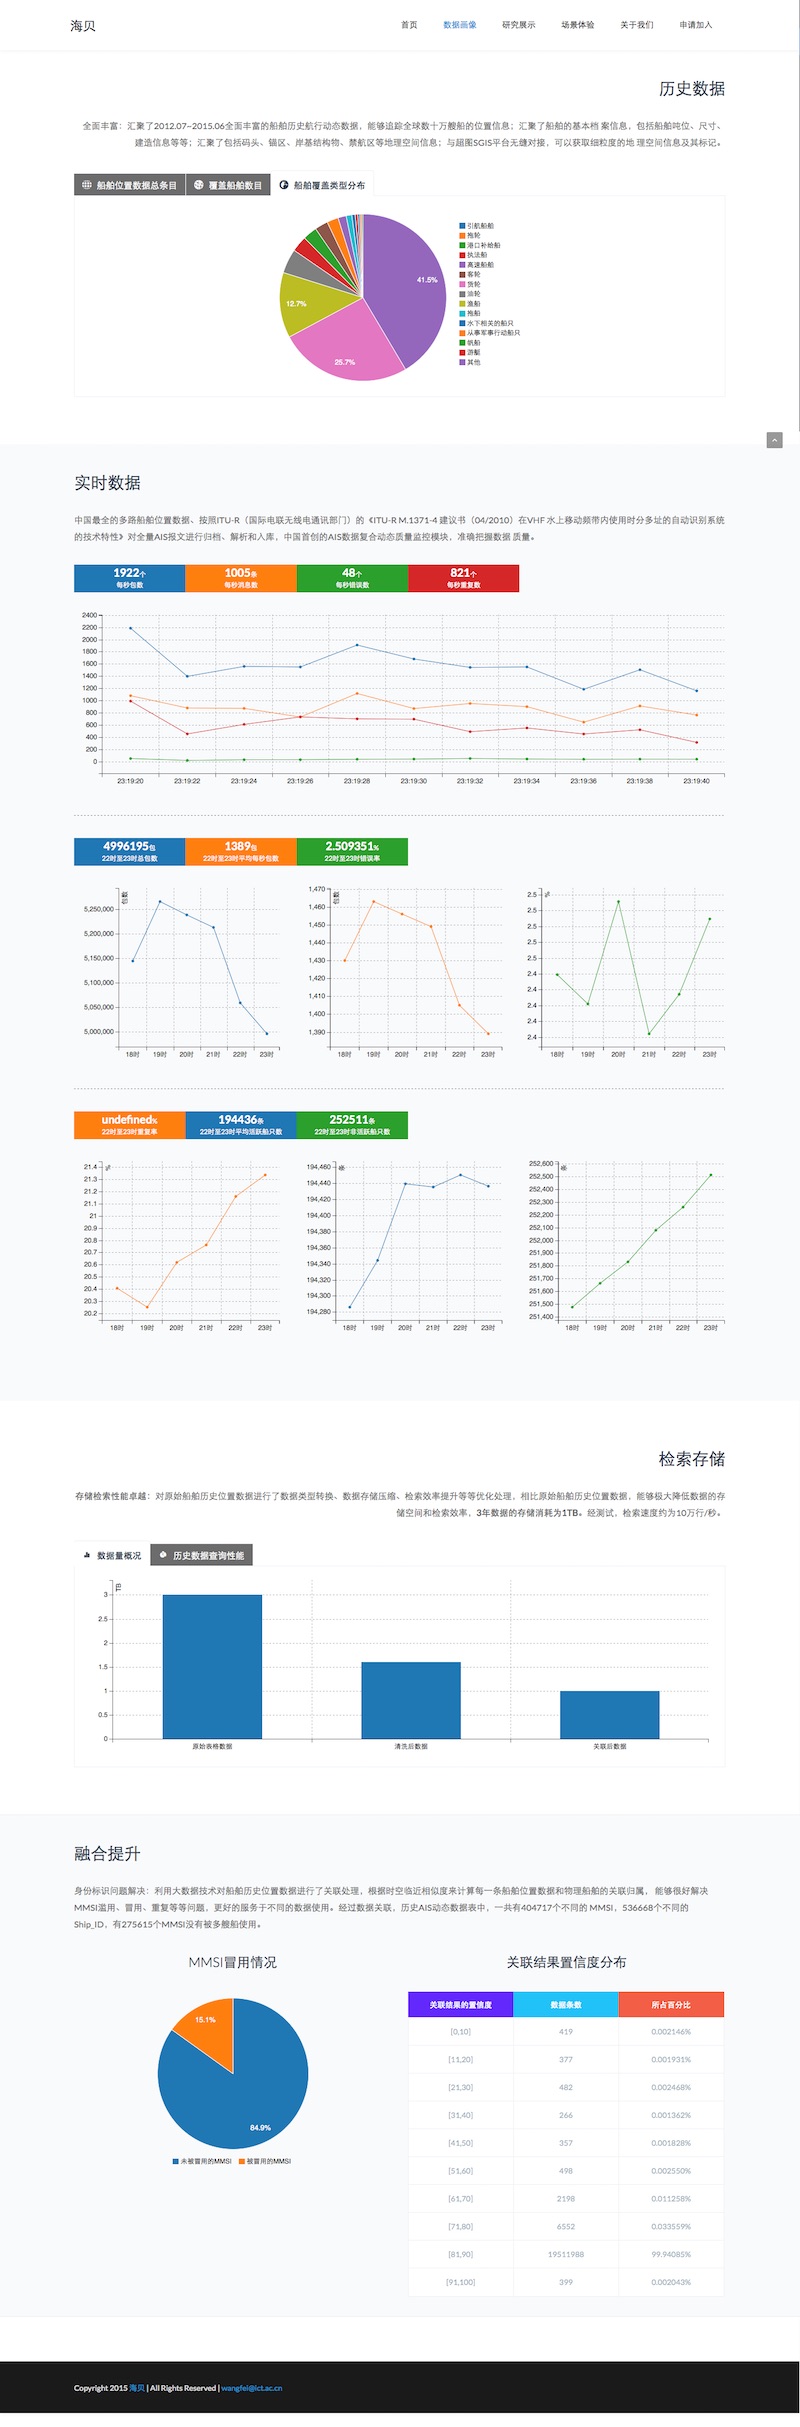 海贝
首页 数据画像 研究展示 场景体验 关于我们 申请加入
历史数据
全面丰富：汇聚了2012.07~2015.06全面丰富的船舶历史航行动态数据，能够追踪全球数十万艘船的位置信息；汇聚了船舶的基本档 案信息，包括船舶吨位、尺寸、
建造信息等等；汇聚了包括码头、锚区、岸基结构物、禁航区等地理空间信息；与超图SGIS平台无缝对接，可以获取细粒度的地 理空间信息及其标记。
船舶位置数据总条目 覆盖船舶数目 船舶覆盖类型分布
41.5%
12.7%
25.7%
引航船舶
拖轮
港口补给船
执法船
高速船舶
客轮
货轮
油轮
渔船
拖船
水下相关的船只
从事军事行动船只
帆船
游艇
其他
实时数据
中国最全的多路船舶位置数据、按照ITU-R（国际电联无线电通讯部门）的《ITU-R M.1371-4 建议书（04/2010）在VHF 水上移动频带内使用时分多址的自动识别系统
的技术特性》对全量AIS报文进行归档、解析和入库，中国首创的AIS数据复合动态质量监控模块，准确把握数据 质量。
1922个 1005条 48个 821个
每秒包数 每秒消息数 每秒错误数 每秒重复数
2400
2200
2000
1800
1600
1400
1200
1000
800
600
400
200
0
23:19:20 23:19:22 23:19:24 23:19:26 23:19:28 23:19:30 23:19:32 23:19:34 23:19:36 23:19:38 23:19:40
4996195包 1389包 2.509351%
22时至23时总包数 22时至23时平均每秒包数 22时至23时错误率
包数
5,250,000
5,200,000
5,150,000
5,100,000
5,050,000
5,000,000
18时 19时 20时 21时 22时 23时
包数
1,470
1,460
1,450
1,440
1,430
1,420
1,410
1,400
1,390
18时 19时 20时 21时 22时 23时
%
2.5
2.5
2.5
2.5
2.5
2.4
2.4
2.4
2.4
2.4
18时 19时 20时 21时 22时 23时
undefined% 194436条 252511条
22时至23时重复率 22时至23时平均活跃船只数 22时至23时非活跃船只数
%
21.4
21.3
21.2
21.1
21
20.9
20.8
20.7
20.6
20.5
20.4
20.3
20.2
18时 19时 20时 21时 22时 23时
条
194,460
194,440
194,420
194,400
194,380
194,360
194,340
194,320
194,300
194,280
18时 19时 20时 21时 22时 23时
条
252,600
252,500
252,400
252,300
252,200
252,100
252,000
251,900
251,800
251,700
251,600
251,500
251,400
18时 19时 20时 21时 22时 23时
检索存储
存储检索性能卓越：对原始船舶历史位置数据进行了数据类型转换、数据存储压缩、检索效率提升等等优化处理，相比原始船舶历史位置数据，能够极大降低数据的存
储空间和检索效率，3年数据的存储消耗为1TB。经测试，检索速度约为10万行/秒。
数据量概况 历史数据查询性能
TB
3
2.5
2
1.5
1
0.5
0
原始表格数据 清洗后数据 关联后数据
融合提升
身份标识问题解决：利用大数据技术对船舶历史位置数据进行了关联处理，根据时空临近相似度来计算每一条船舶位置数据和物理船舶的关联归属，能够很好解决
MMSI滥用、冒用、重复等等问题，更好的服务于不同的数据使用。经过数据关联，历史AIS动态数据表中，一共有404717个不同的 MMSI，536668个不同的
Ship_ID，有275615个MMSI没有被多艘船使用。
MMSI冒用情况
15.1%
84.9%
未被冒用的MMSI 被冒用的MMSI
关联结果置信度分布
关联结果的置信度 数据条数 所占百分比
[0,10] 419 0.002146%
[11,20] 377 0.001931%
[21,30] 482 0.002468%
[31,40] 266 0.001362%
[41,50] 357 0.001828%
[51,60] 498 0.002550%
[61,70] 2198 0.011258%
[71,80] 6552 0.033559%
[81,90] 19511988 99.94085%
[91,100] 399 0.002043%
Copyright 2015 海贝 | All Rights Reserved | wangfei@ict.ac.cn